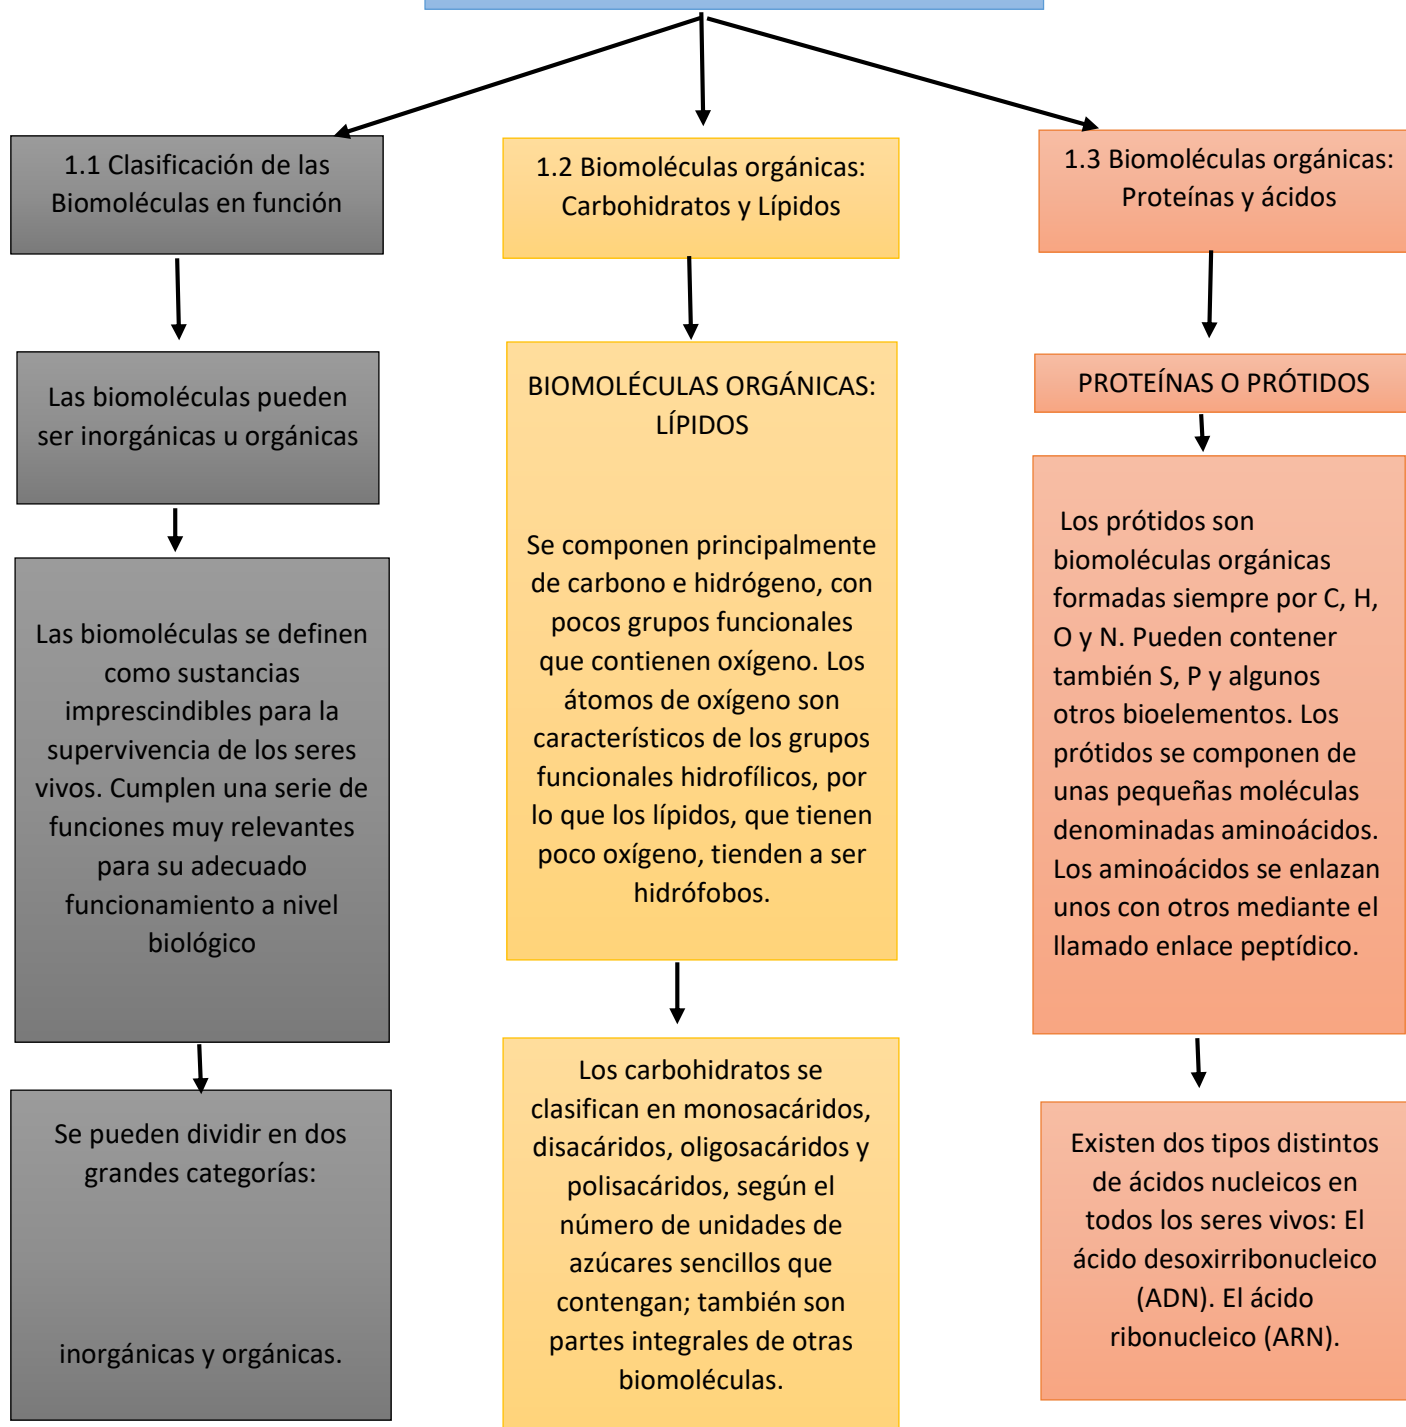 1.1 Clasificación de las
Biomoléculas en función
Las biomoléculas pueden
ser inorgánicas u orgánicas
Las biomoléculas se definen
como sustancias
imprescindibles para la
supervivencia de los seres
vivos. Cumplen una serie de
funciones muy relevantes
para su adecuado
funcionamiento a nivel
biológico
Se pueden dividir en dos
grandes categorías:
inorgánicas y orgánicas.
1.2 Biomoléculas orgánicas:
Carbohidratos y Lípidos
BIOMOLÉCULAS ORGÁNICAS:
LÍPIDOS
Se componen principalmente
de carbono e hidrógeno, con
pocos grupos funcionales
que contienen oxígeno. Los
átomos de oxígeno son
característicos de los grupos
funcionales hidrofílicos, por
lo que los lípidos, que tienen
poco oxígeno, tienden a ser
hidrófobos.
Los carbohidratos se
clasifican en monosacáridos,
disacáridos, oligosacáridos y
polisacáridos, según el
número de unidades de
azúcares sencillos que
contengan; también son
partes integrales de otras
biomoléculas.
1.3 Biomoléculas orgánicas:
Proteínas y ácidos
PROTEÍNAS O PRÓTIDOS
Los prótidos son
biomoléculas orgánicas
formadas siempre por C, H,
O y N. Pueden contener
también S, P y algunos
otros bioelementos. Los
prótidos se componen de
unas pequeñas moléculas
denominadas aminoácidos.
Los aminoácidos se enlazan
unos con otros mediante el
llamado enlace peptídico.
Existen dos tipos distintos
de ácidos nucleicos en
todos los seres vivos: El
ácido desoxirribonucleico
(ADN). El ácido
ribonucleico (ARN).